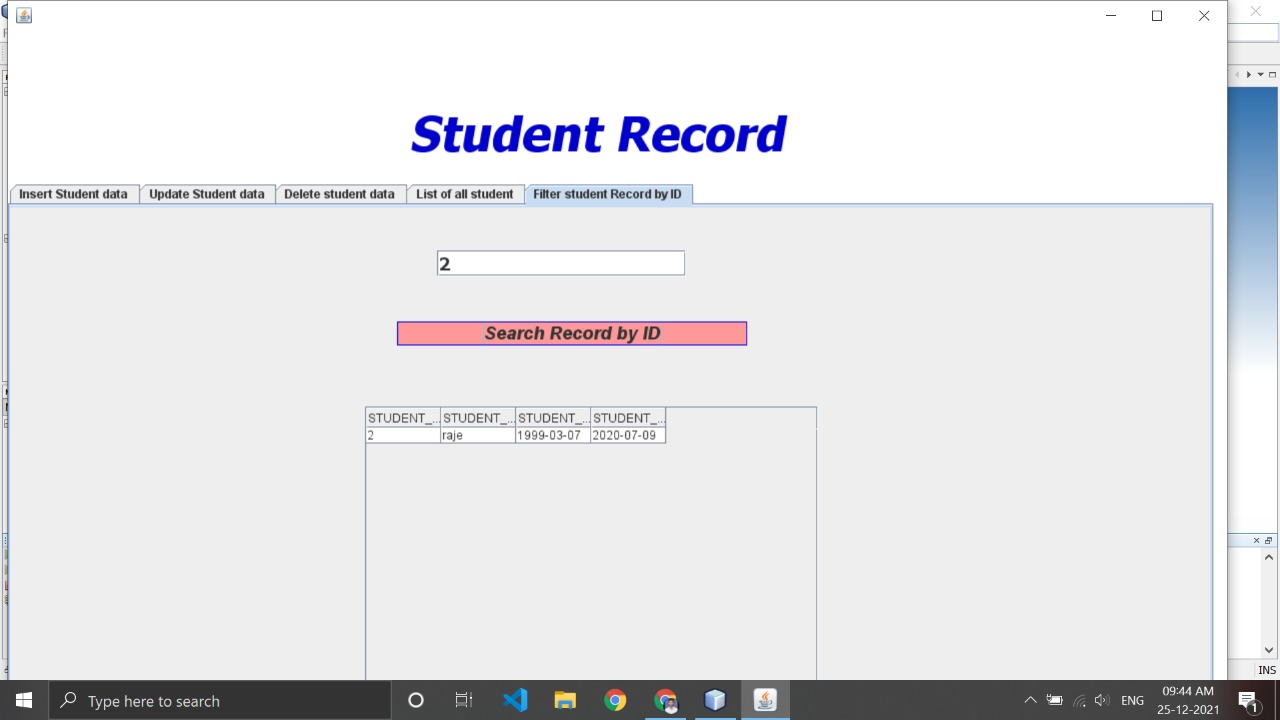 Student Record
Insert Student data Update Student data Delete student data List of all student Filter student Record by ID
2
Search Record by ID
STUDENT_... STUDENT_... STUDENT_... STUDENT_...
2 raje 1999-03-07 2020-07-09
INS
Type here to search
ENG
09:44 AM
25-12-2021
1